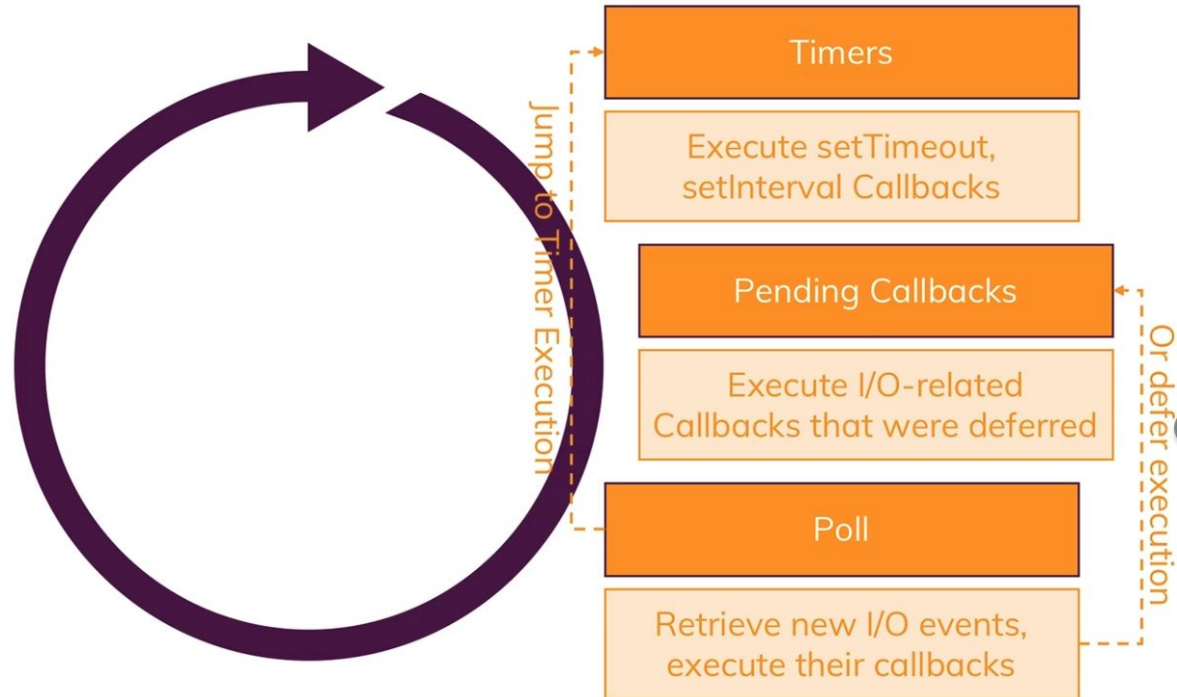 Timers
Execute setTimeout,
setInterval Callbacks
Jump to Timer Execution
Pending Callbacks
Execute I/O-related
Callbacks that were deferred
Or defer execution
Poll
Retrieve new I/O events,
execute their callbacks